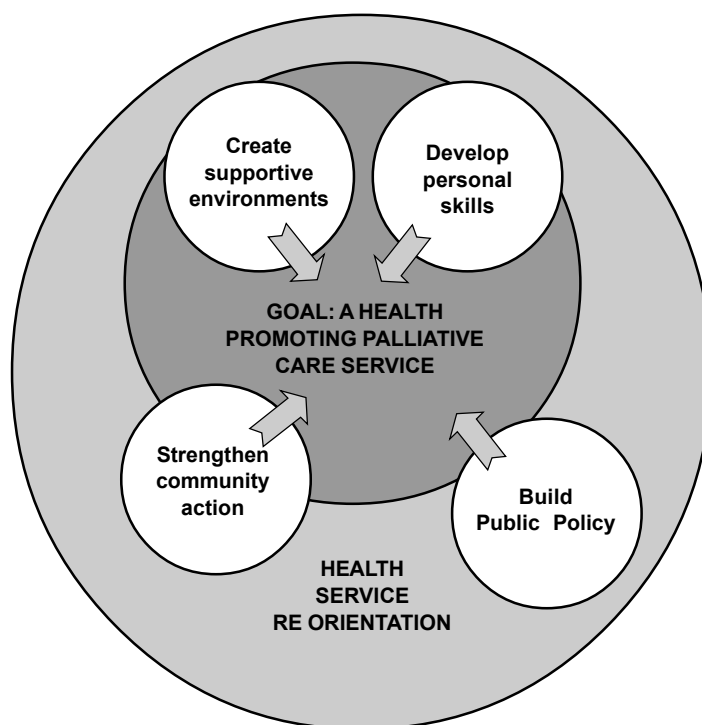 Create
supportive
environments
Develop
personal
skills
GOAL: A HEALTH
PROMOTING PALLIATIVE
CARE SERVICE
Strengthen
community
action
Build
Public Policy
HEALTH
SERVICE
RE ORIENTATION